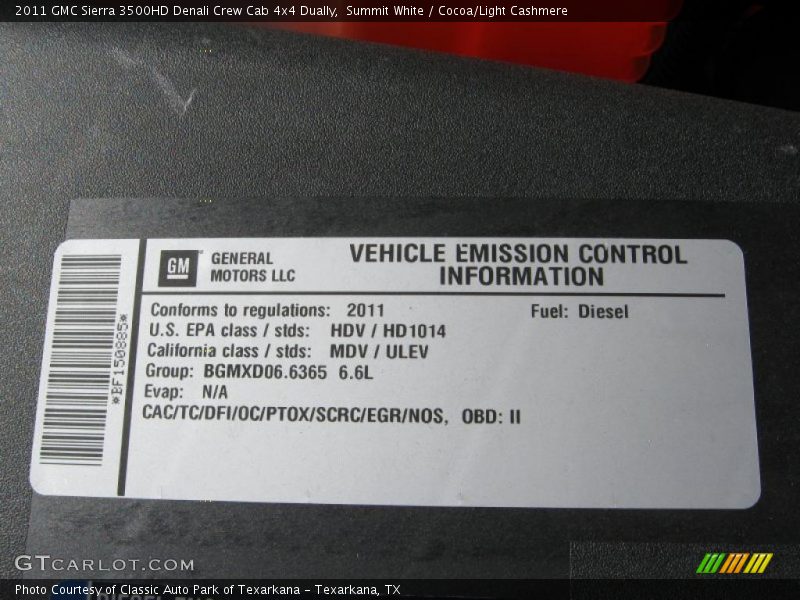 2011 GMC Sierra 3500HD Denali Crew Cab 4x4 Dually, Summit White / Cocoa/Light Cashmere
GM
GENERAL
MOTORS LLC
VEHICLE EMISSION CONTROL
INFORMATION
*BF150885*
Conforms to regulations: 2011 Fuel: Diesel
U.S. EPA class / stds: HDV / HD1014
California class / stds: MDV / ULEV
Group: BGMXD06.6365 6.6L
Evap: N/A
CAC/TC/DFI/OC/PTOX/SCRC/EGR/NOS, OBD: II
GTCARLOT.COM
Photo Courtesy of Classic Auto Park of Texarkana - Texarkana, TX